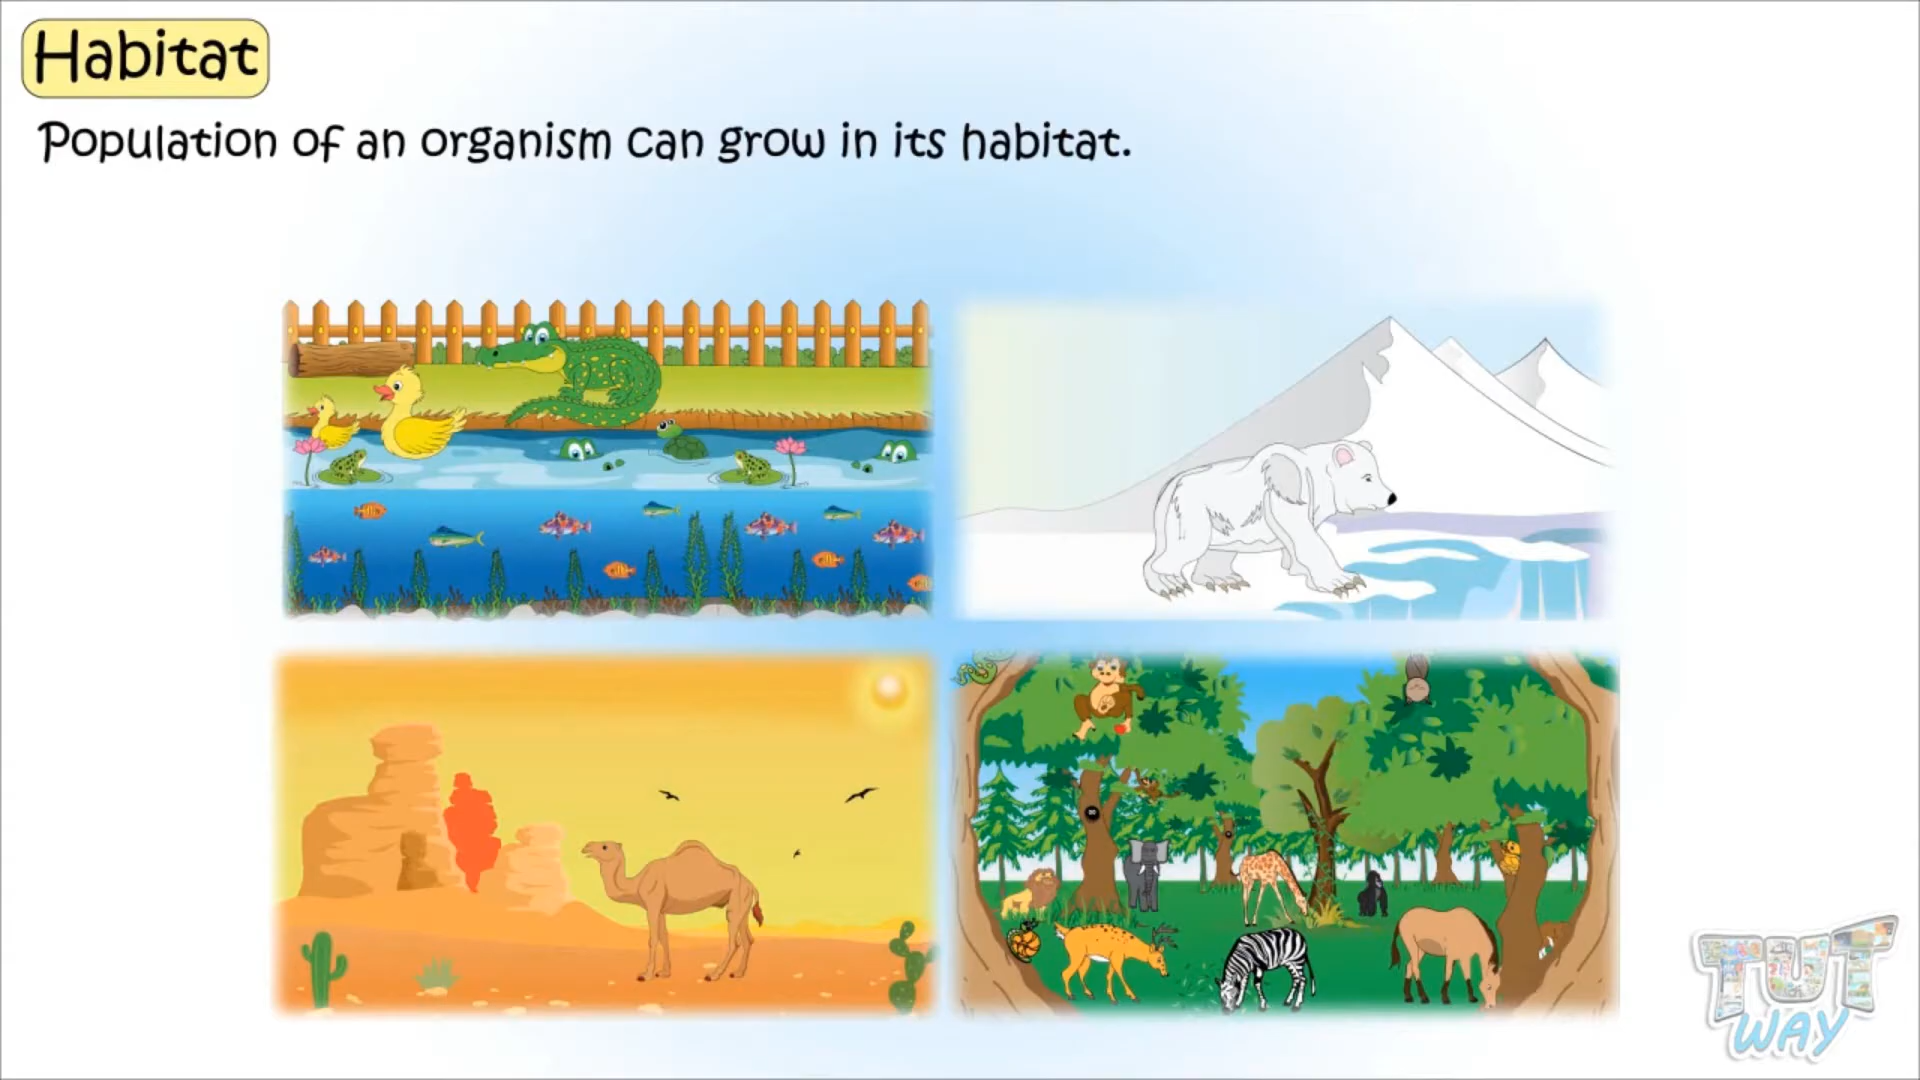 Habitat
Population of an organism can grow in its habitat.
TUT
WAY